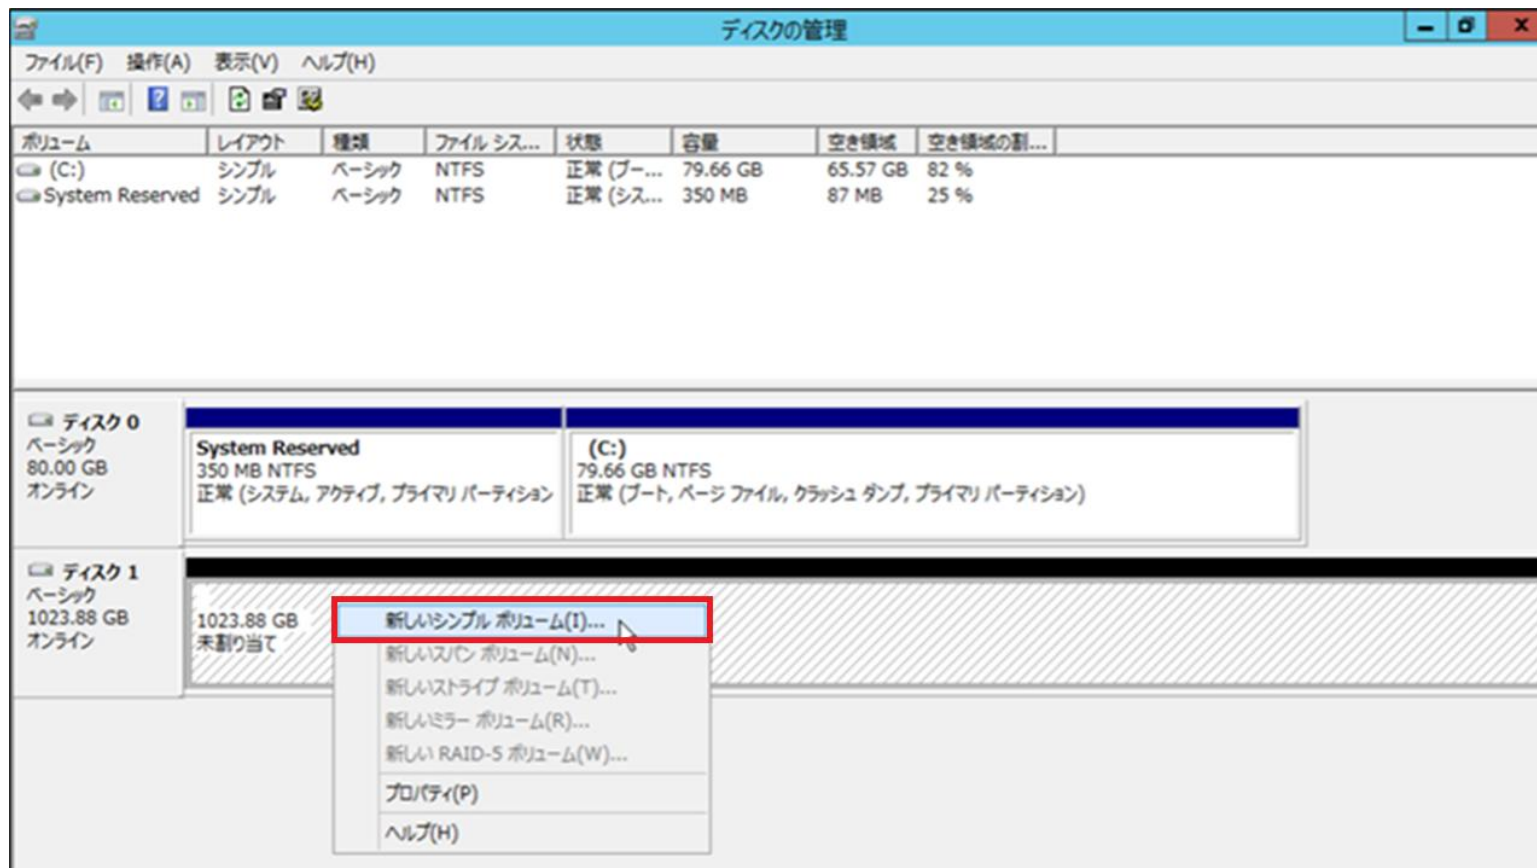 ディスクの管理
ファイル(F) 操作(A) 表示(V) ヘルプ(H)
ボリューム レイアウト 種類 ファイル シス... 状態 容量 空き領域 空き領域の割...
(C:) シンプル ベーシック NTFS 正常 (ブー... 79.66 GB 65.57 GB 82 %
System Reserved シンプル ベーシック NTFS 正常 (シス... 350 MB 87 MB 25 %
ディスク 0
ベーシック
80.00 GB
オンライン
System Reserved
350 MB NTFS
正常 (システム, アクティブ, プライマリ パーティション
(C:)
79.66 GB NTFS
正常 (ブート, ページ ファイル, クラッシュ ダンプ, プライマリ パーティション)
ディスク 1
ベーシック
1023.88 GB
オンライン
1023.88 GB
未割り当て
新しいシンプル ボリューム(I)...
新しいスパン ボリューム(N)...
新しいストライプ ボリューム(T)...
新しいミラー ボリューム(R)...
新しい RAID-5 ボリューム(W)...
プロパティ(P)
ヘルプ(H)